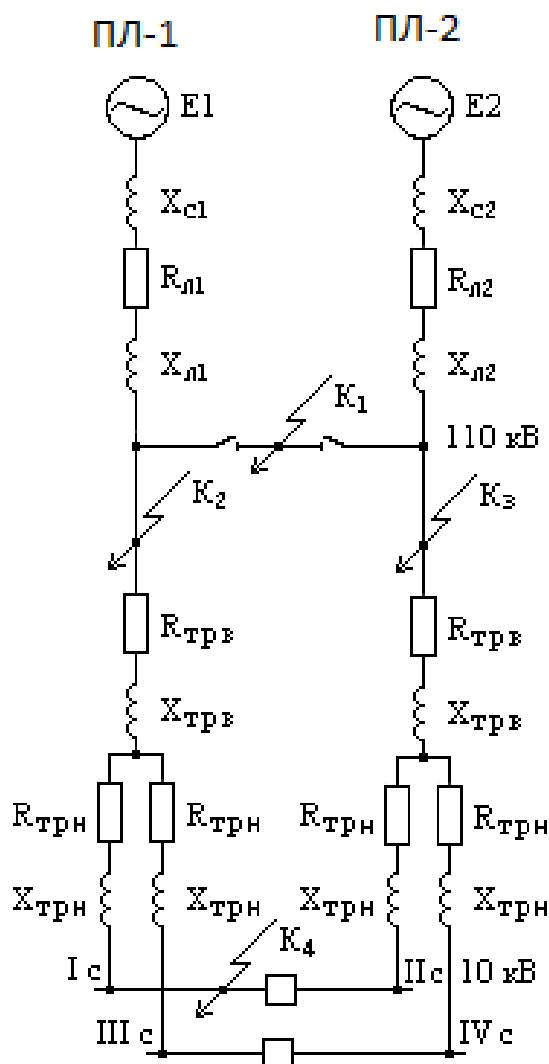 ПЛ-1 ПЛ-2
E1 E2
Xс1 Xс2
Rл1 Rл2
Xл1 Xл2
K1
110 кВ
K2 K3
Rтрв Rтрв
Xтрв Xтрв
Rтрн Rтрн Rтрн Rтрн
Xтрн Xтрн Xтрн Xтрн
K4
I с II с 10 кВ
III с IV с